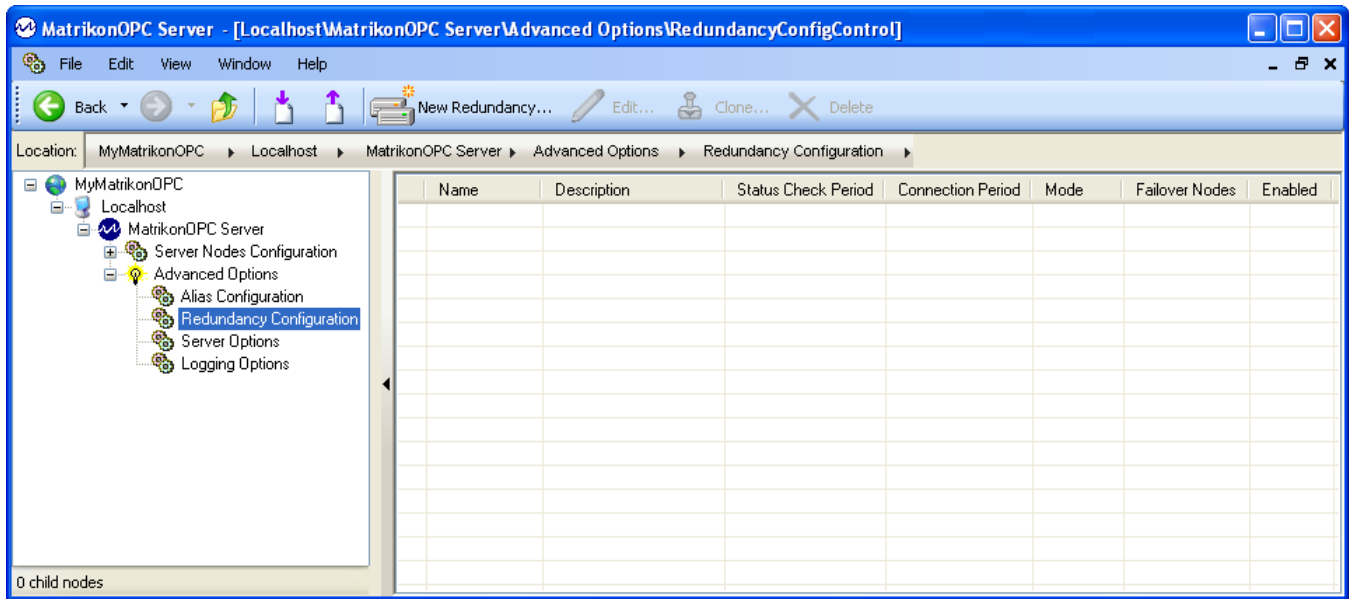 MatrikonOPC Server - [Localhost\MatrikonOPC Server\Advanced Options\RedundancyConfigControl]
File Edit View Window Help
Back New Redundancy... Edit... Clone... Delete
Location: MyMatrikonOPC Localhost MatrikonOPC Server Advanced Options Redundancy Configuration
MyMatrikonOPC
Localhost
MatrikonOPC Server
Server Nodes Configuration
Advanced Options
Alias Configuration
Redundancy Configuration
Server Options
Logging Options
Name Description Status Check Period Connection Period Mode Failover Nodes Enabled
0 child nodes